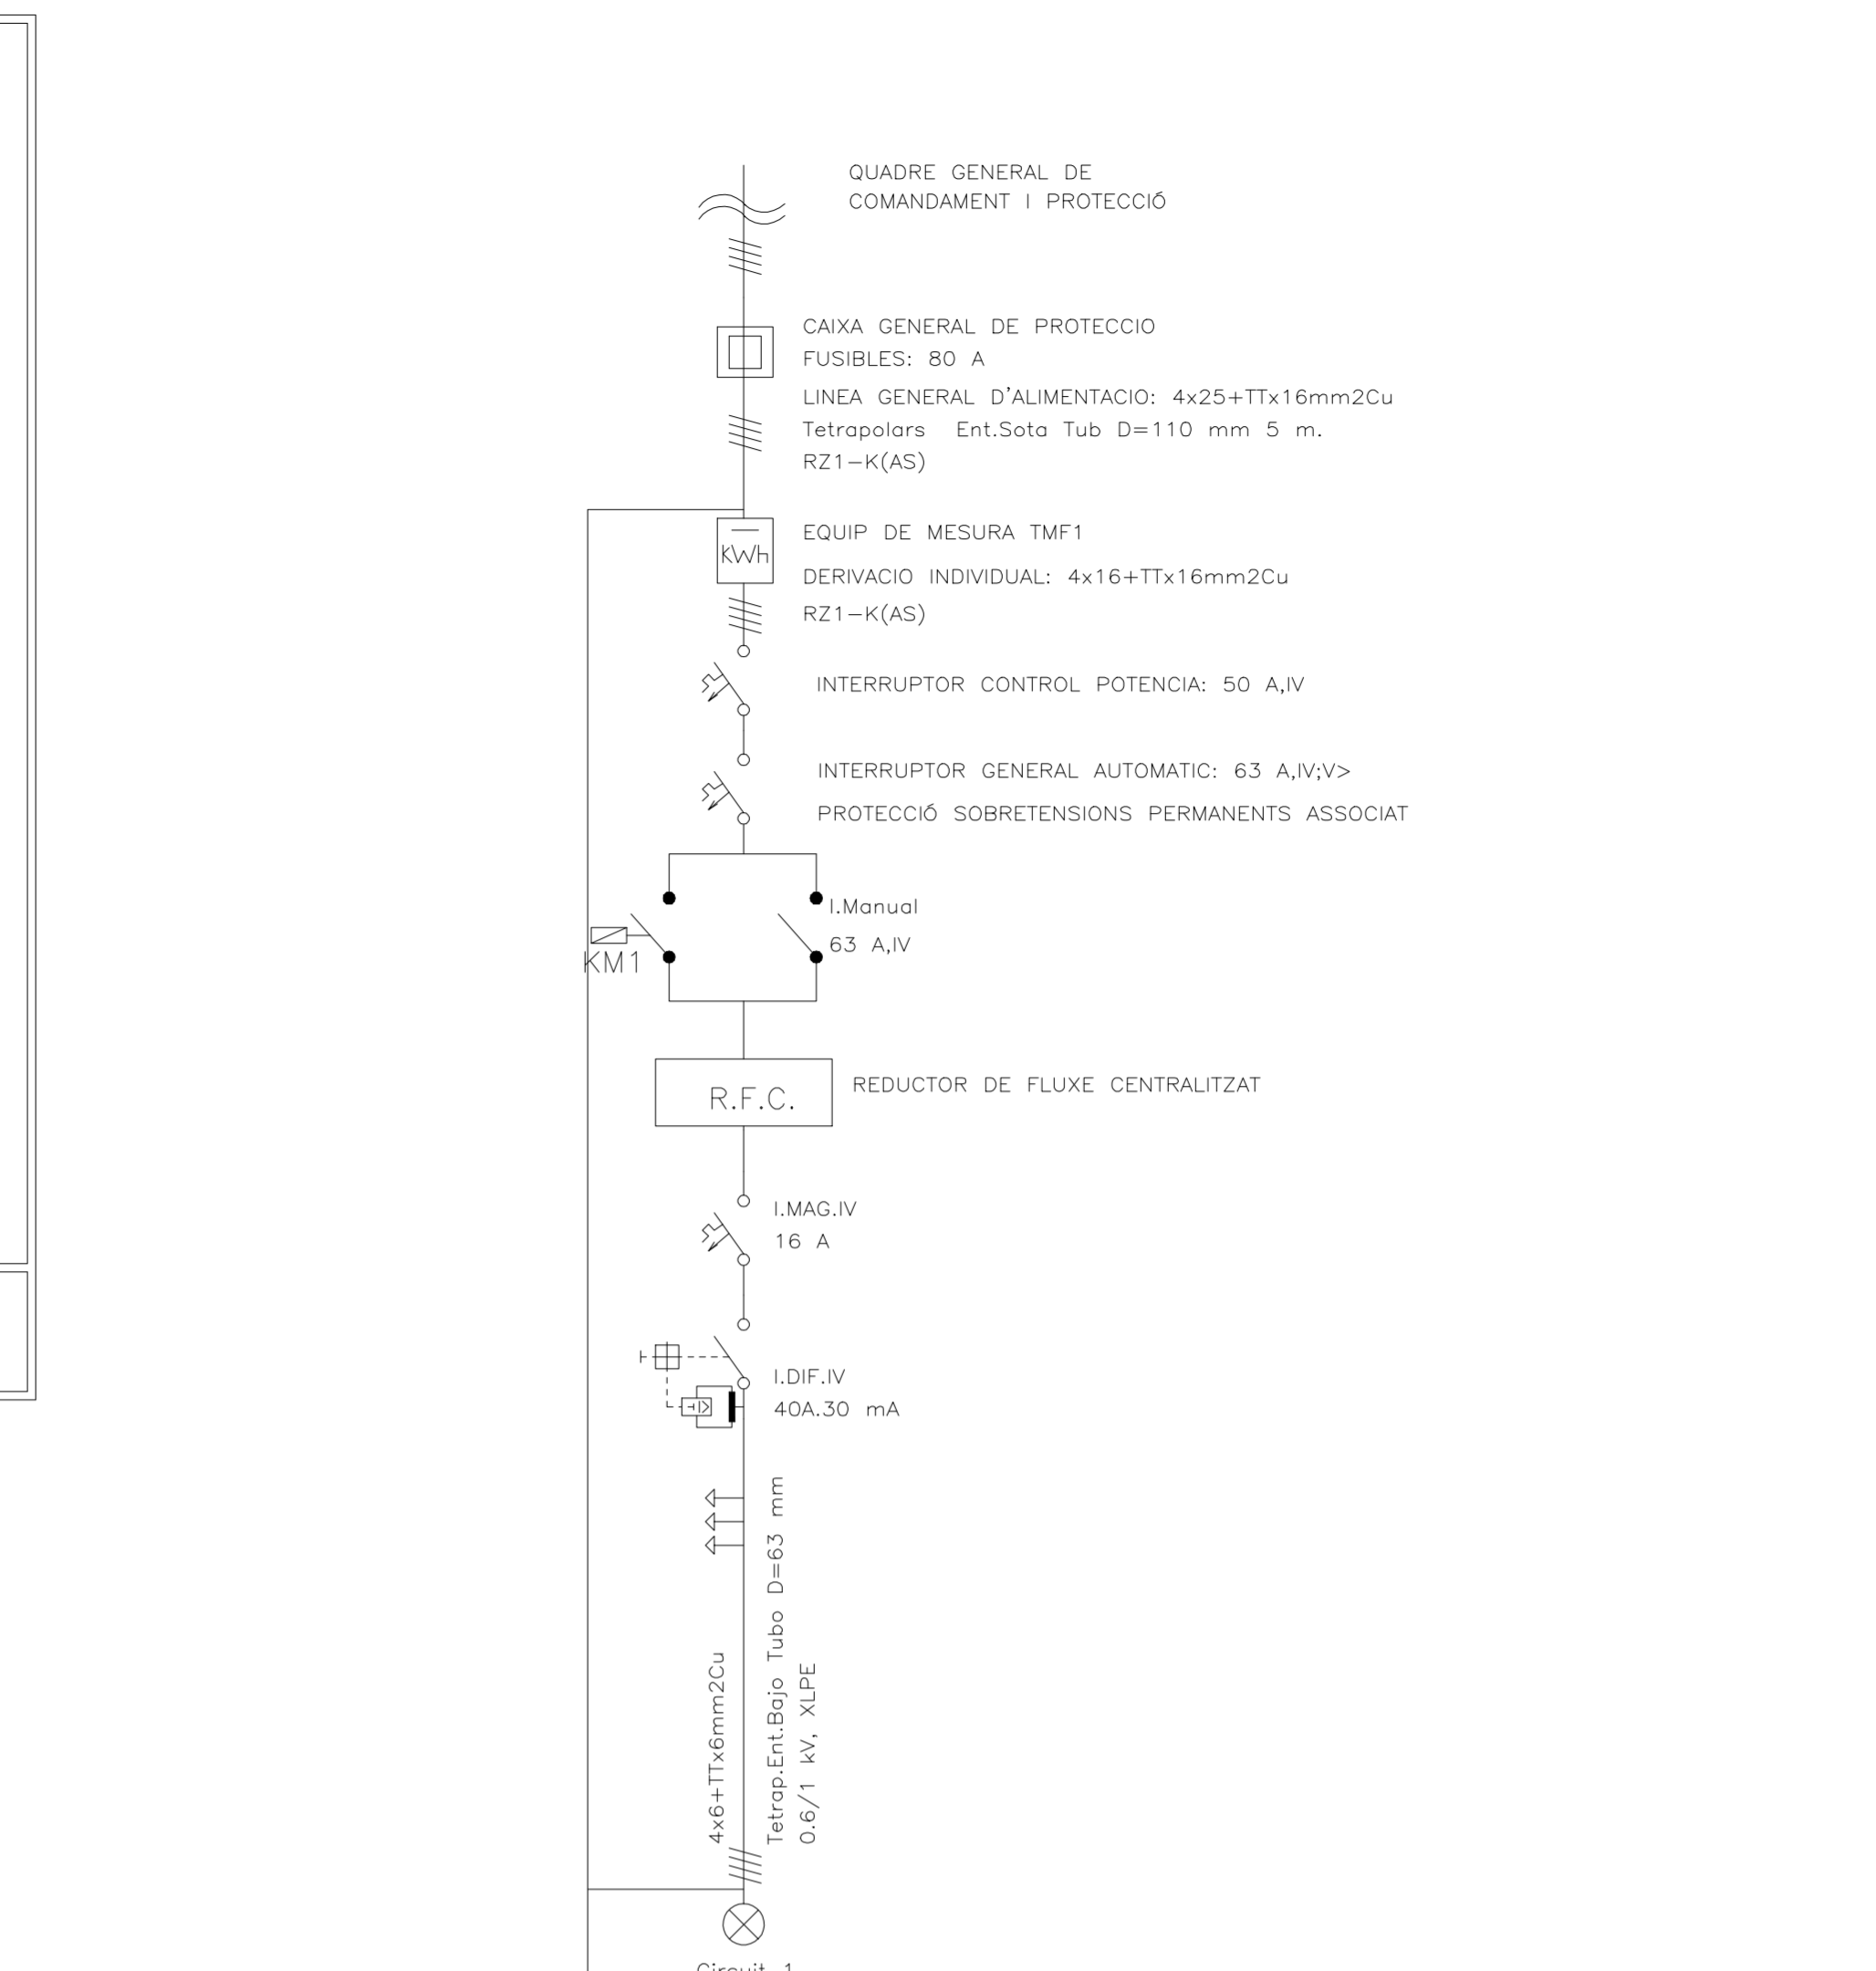 QUADRE GENERAL DE
COMANDAMENT I PROTECCIÓ
CAIXA GENERAL DE PROTECCIO
FUSIBLES: 80 A
LINEA GENERAL D'ALIMENTACIO: 4x25+TTx16mm2Cu
Tetrapolars Ent.Sota Tub D=110 mm 5 m.
RZ1-K(AS)
KWh
EQUIP DE MESURA TMF1
DERIVACIO INDIVIDUAL: 4x16+TTx16mm2Cu
RZ1-K(AS)
INTERRUPTOR CONTROL POTENCIA: 50 A,IV
INTERRUPTOR GENERAL AUTOMATIC: 63 A,IV;V>
PROTECCIÓ SOBRETENSIONS PERMANENTS ASSOCIAT
KM1
I.Manual
63 A,IV
R.F.C.
REDUCTOR DE FLUXE CENTRALITZAT
I.MAG.IV
16 A
I.DIF.IV
40A.30 mA
I>
4x6+TTx6mm2Cu
Tetrap.Ent.Bajo Tubo D=63 mm
0.6/1 kV, XLPE
Circuit 1